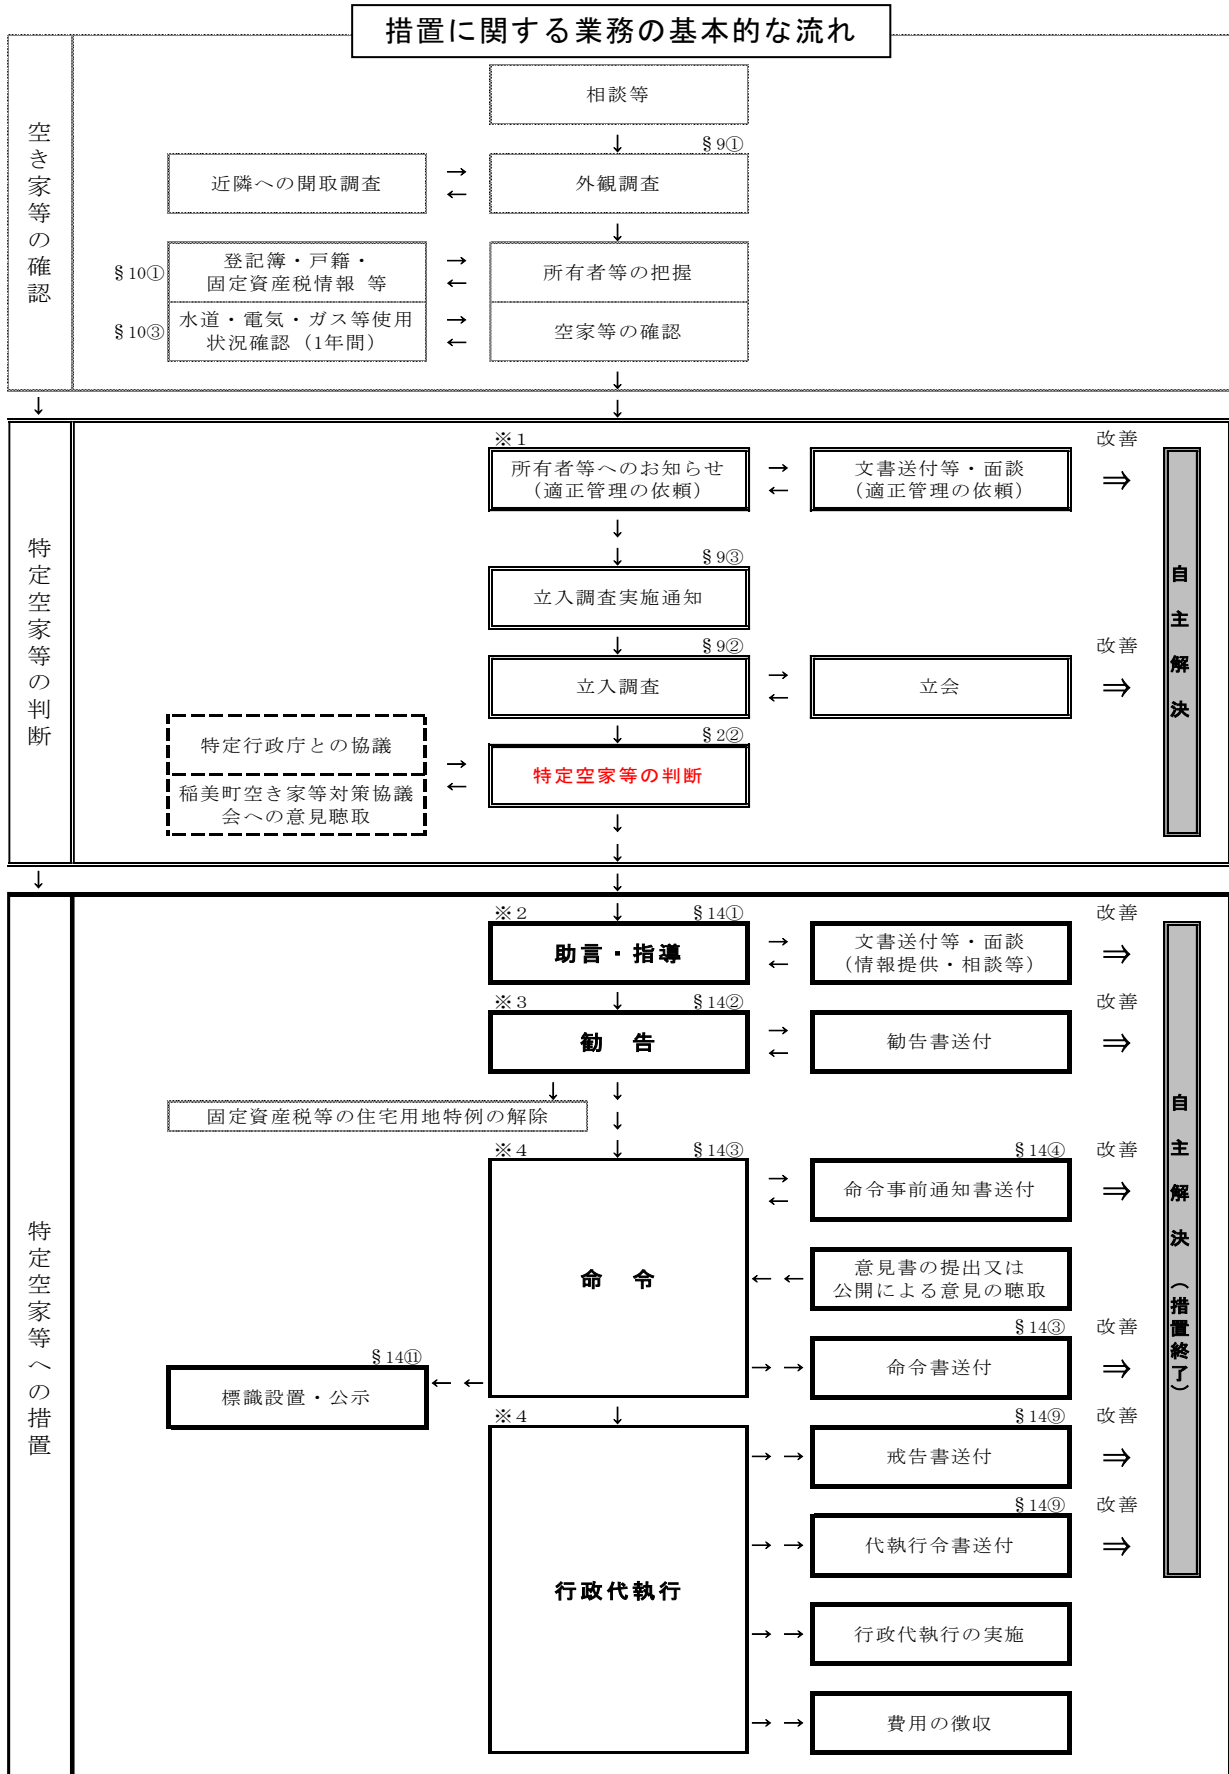 措置に関する業務の基本的な流れ
空き家等の確認
相談等
↓
§9①
近隣への聞取調査
→
←
外観調査
↓
§10①
登記簿・戸籍・
固定資産税情報 等
→
←
所有者等の把握
§10③
水道・電気・ガス等使用
状況確認（1年間）
→
←
空家等の確認
↓
↓
↓
特定空家等の判断
※1
改善
所有者等へのお知らせ
（適正管理の依頼）
→
←
文書送付等・面談
（適正管理の依頼）
⇒
↓
↓
§9③
立入調査実施通知
↓
§9②
改善
立入調査
→
←
立会
⇒
自主解決
↓
§2②
特定行政庁との協議
稲美町空き家等対策協議
会への意見聴取
→
←
特定空家等の判断
↓
↓
↓
↓
特定空家等への措置
※2
↓
§14①
改善
助言・指導
→
←
文書送付等・面談
（情報提供・相談等）
⇒
※3
↓
§14②
改善
勧　告
→
←
勧告書送付
⇒
↓
↓
固定資産税等の住宅用地特例の解除
↓
※4
↓
§14③
§14④
改善
命　令
→
←
命令事前通知書送付
⇒
← ←
意見書の提出又は
公開による意見の聴取
§14③
改善
→ →
命令書送付
⇒
自主解決（措置終了）
§14⑪
← ←
標識設置・公示
※4
↓
§14⑨
改善
行政代執行
→ →
戒告書送付
⇒
§14⑨
改善
→ →
代執行令書送付
⇒
→ →
行政代執行の実施
→ →
費用の徴収